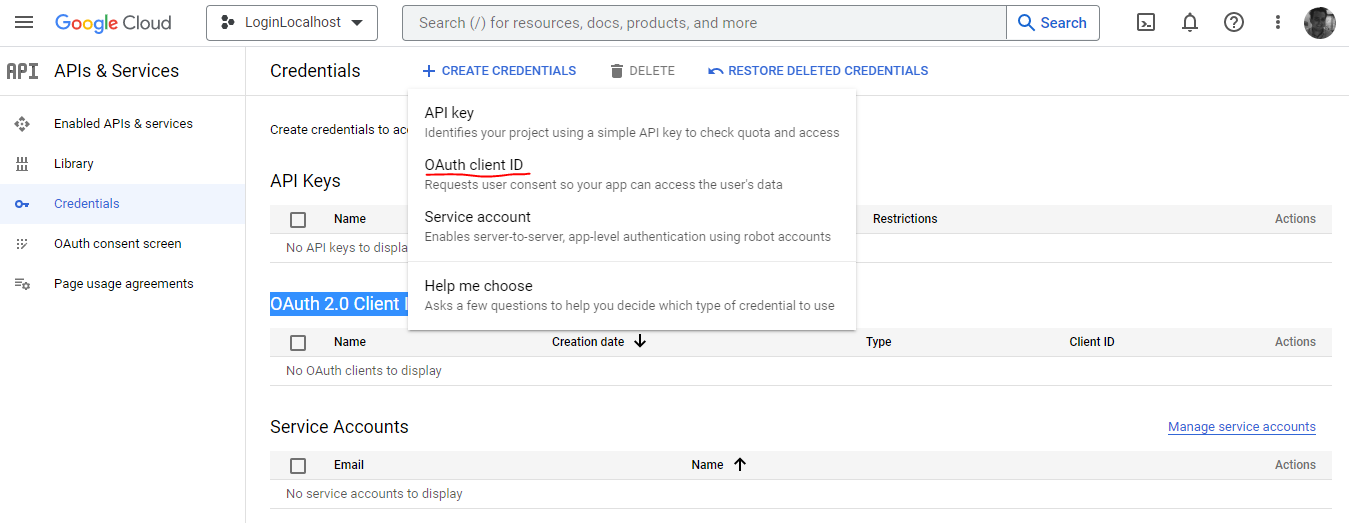 Google Cloud
LoginLocalhost
Search (/) for resources, docs, products, and more
Search
API
APIs & Services
Credentials
CREATE CREDENTIALS
DELETE
RESTORE DELETED CREDENTIALS
Enabled APIs & services
Library
Credentials
OAuth consent screen
Page usage agreements
Create credentials to acc
API key
Identifies your project using a simple API key to check quota and access
OAuth client ID
Requests user consent so your app can access the user's data
Service account
Enables server-to-server, app-level authentication using robot accounts
Help me choose
Asks a few questions to help you decide which type of credential to use
API Keys
Name
Restrictions
Actions
No API keys to displa
OAuth 2.0 Client I
Name
Creation date
Type
Client ID
Actions
No OAuth clients to display
Service Accounts
Manage service accounts
Email
Name
Actions
No service accounts to display